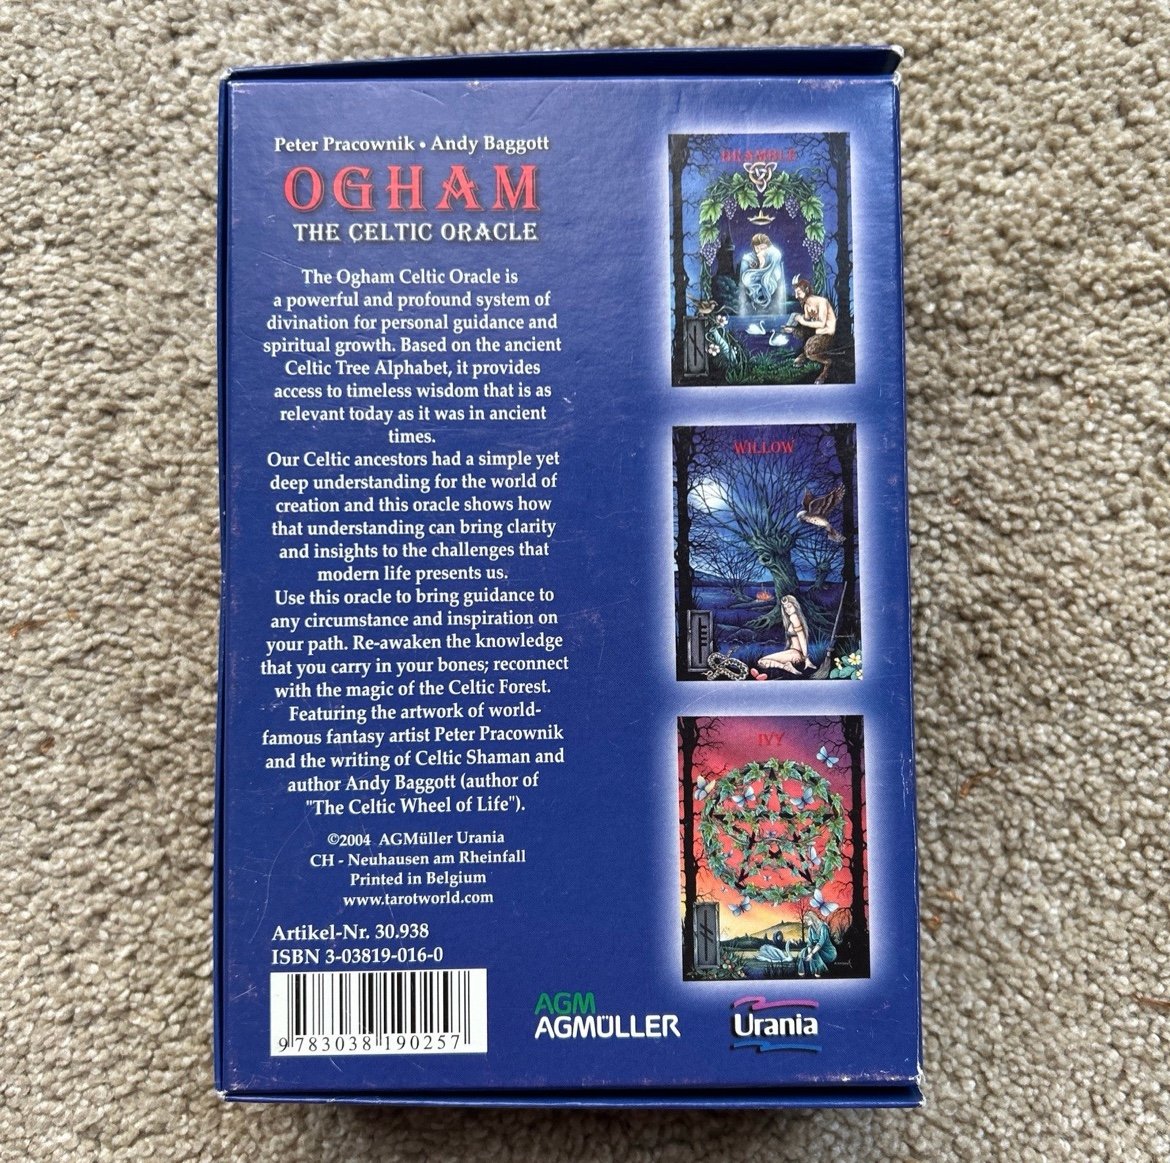 Peter Pracownik • Andy Baggott
OGHAM
THE CELTIC ORACLE
The Ogham Celtic Oracle is
a powerful and profound system of
divination for personal guidance and
spiritual growth. Based on the ancient
Celtic Tree Alphabet, it provides
access to timeless wisdom that is as
relevant today as it was in ancient
times.
Our Celtic ancestors had a simple yet
deep understanding for the world of
creation and this oracle shows how
that understanding can bring clarity
and insights to the challenges that
modern life presents us.
Use this oracle to bring guidance to
any circumstance and inspiration on
your path. Re-awaken the knowledge
that you carry in your bones; reconnect
with the magic of the Celtic Forest.
Featuring the artwork of world-
famous fantasy artist Peter Pracownik
and the writing of Celtic Shaman and
author Andy Baggott (author of
"The Celtic Wheel of Life").
©2004 AGMüller Urania
CH - Neuhausen am Rheinfall
Printed in Belgium
www.tarotworld.com
Artikel-Nr. 30.938
ISBN 3-03819-016-0
9 783038 190257
BRAMBLE
WILLOW
IVY
AGM
AGMÜLLER
Urania